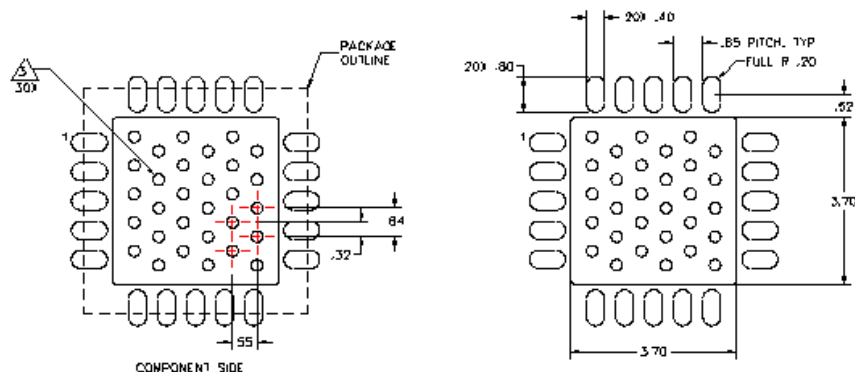 PACKAGE
OUTLINE
3
30X
1
.84
.32
.55
COMPONENT SIDE
20X .40
.85 PITCH, TYP
FULL R .20
20X .80
.52
1
3.70
3.70